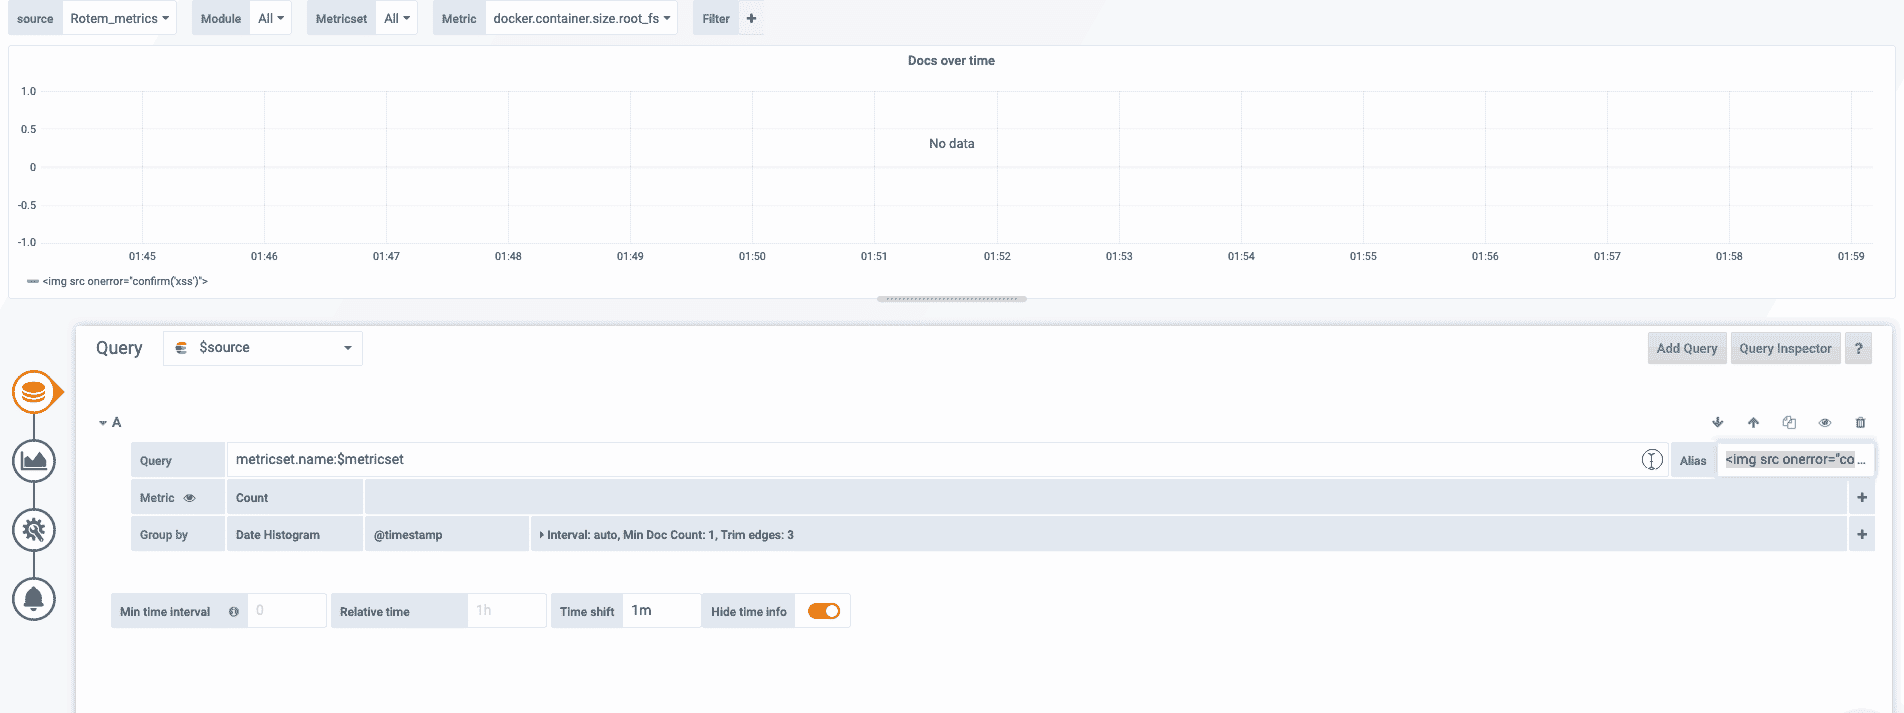 source Rotem_metrics Module All Metricset All Metric docker.container.size.root_fs Filter +
Docs over time
1.0
0.5
No data
0
-0.5
-1.0
01:45 01:46 01:47 01:48 01:49 01:50 01:51 01:52 01:53 01:54 01:55 01:56 01:57 01:58 01:59
<img src onerror="confirm('xss')">
Query $source Add Query Query Inspector ?
A
Query metricset.name:$metricset Alias <img src onerror="co ...
Metric Count +
Group by Date Histogram @timestamp Interval: auto, Min Doc Count: 1, Trim edges: 3 +
Min time interval 0 Relative time 1h Time shift 1m Hide time info